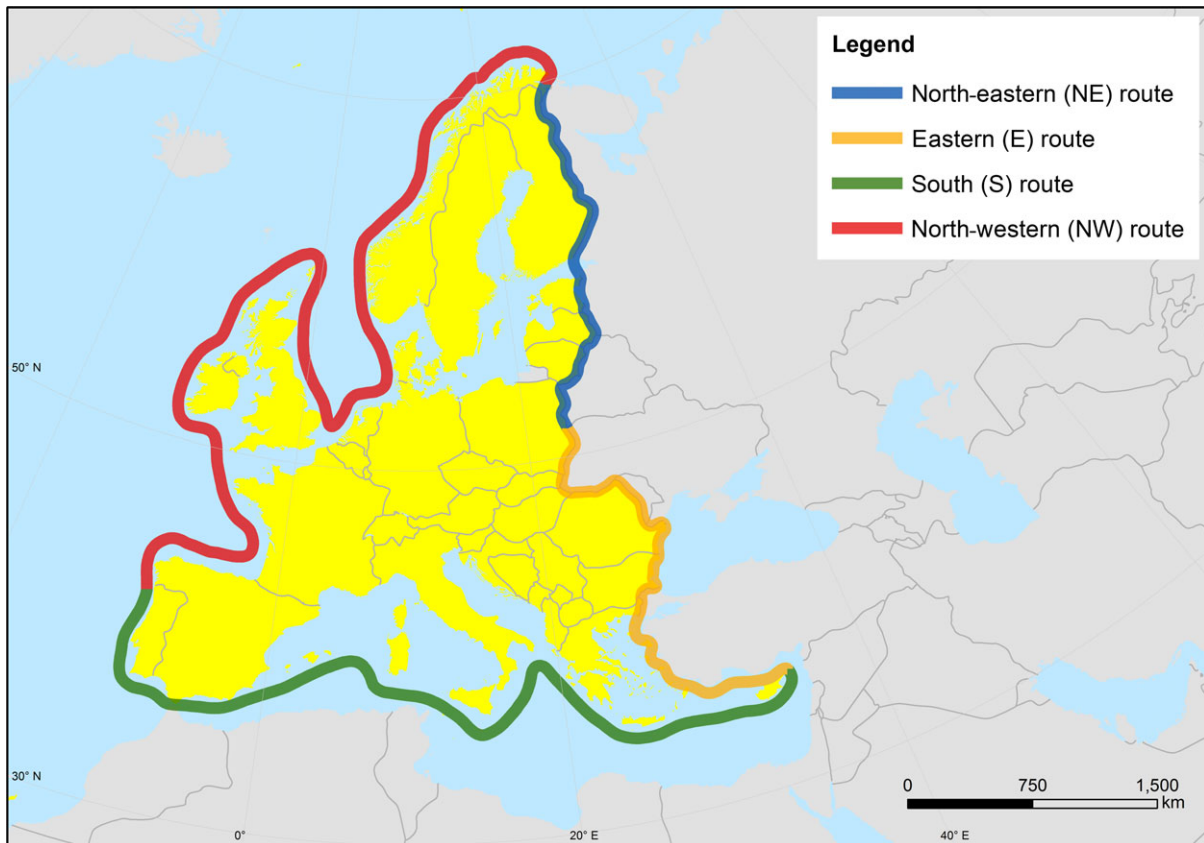 Legend
North-eastern (NE) route
Eastern (E) route
South (S) route
North-western (NW) route
50° N
30° N
0°
20° E
40° E
0 750 1,500
km